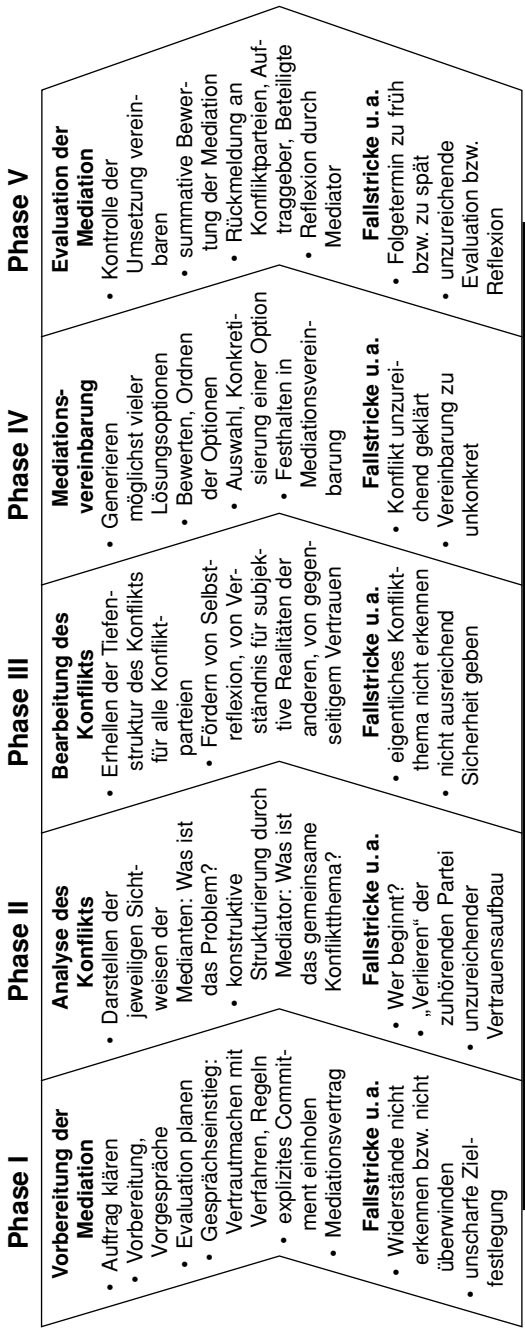 Phase I
Vorbereitung der
Mediation
• Auftrag klären
• Vorbereitung,
Vorgespräche
• Evaluation planen
• Gesprächseinstieg:
Vertrautmachen mit
Verfahren, Regeln
• explizites Commit-
ment einholen
• Mediationsvertrag
Fallstricke u. a.
• Widerstände nicht
erkennen bzw. nicht
überwinden
• unscharfe Ziel-
festlegung
Phase II
Analyse des
Konflikts
• Darstellen der
jeweiligen Sicht-
weisen der
Medianten: Was ist
das Problem?
• konstruktive
Strukturierung durch
Mediator: Was ist
das gemeinsame
Konfliktthema?
Fallstricke u. a.
• Wer beginnt?
• „Verlieren“ der
zuhörenden Partei
• unzureichender
Vertrauensaufbau
Phase III
Bearbeitung des
Konflikts
• Erhellen der Tiefen-
struktur des Konflikts
für alle Konflikt-
parteien
• Fördern von Selbst-
reflexion, von Ver-
ständnis für subjek-
tive Realitäten der
anderen, von gegen-
seitigem Vertrauen
Fallstricke u. a.
• eigentliches Konflikt-
thema nicht erkennen
• nicht ausreichend
Sicherheit geben
Phase IV
Mediations-
vereinbarung
• Generieren
möglichst vieler
Lösungsoptionen
• Bewerten, Ordnen
der Optionen
• Auswahl, Konkreti-
sierung einer Option
• Festhalten in
Mediationsverein-
barung
Fallstricke u. a.
• Konflikt unzurei-
chend geklärt
• Vereinbarung zu
unkonkret
Phase V
Evaluation der
Mediation
• Kontrolle der
Umsetzung verein-
baren
• summative Bewer-
tung der Mediation
• Rückmeldung an
Konfliktparteien, Auf-
traggeber, Beteiligte
• Reflexion durch
Mediator
Fallstricke u. a.
• Folgetermin zu früh
bzw. zu spät
• unzureichende
Evaluation bzw.
Reflexion